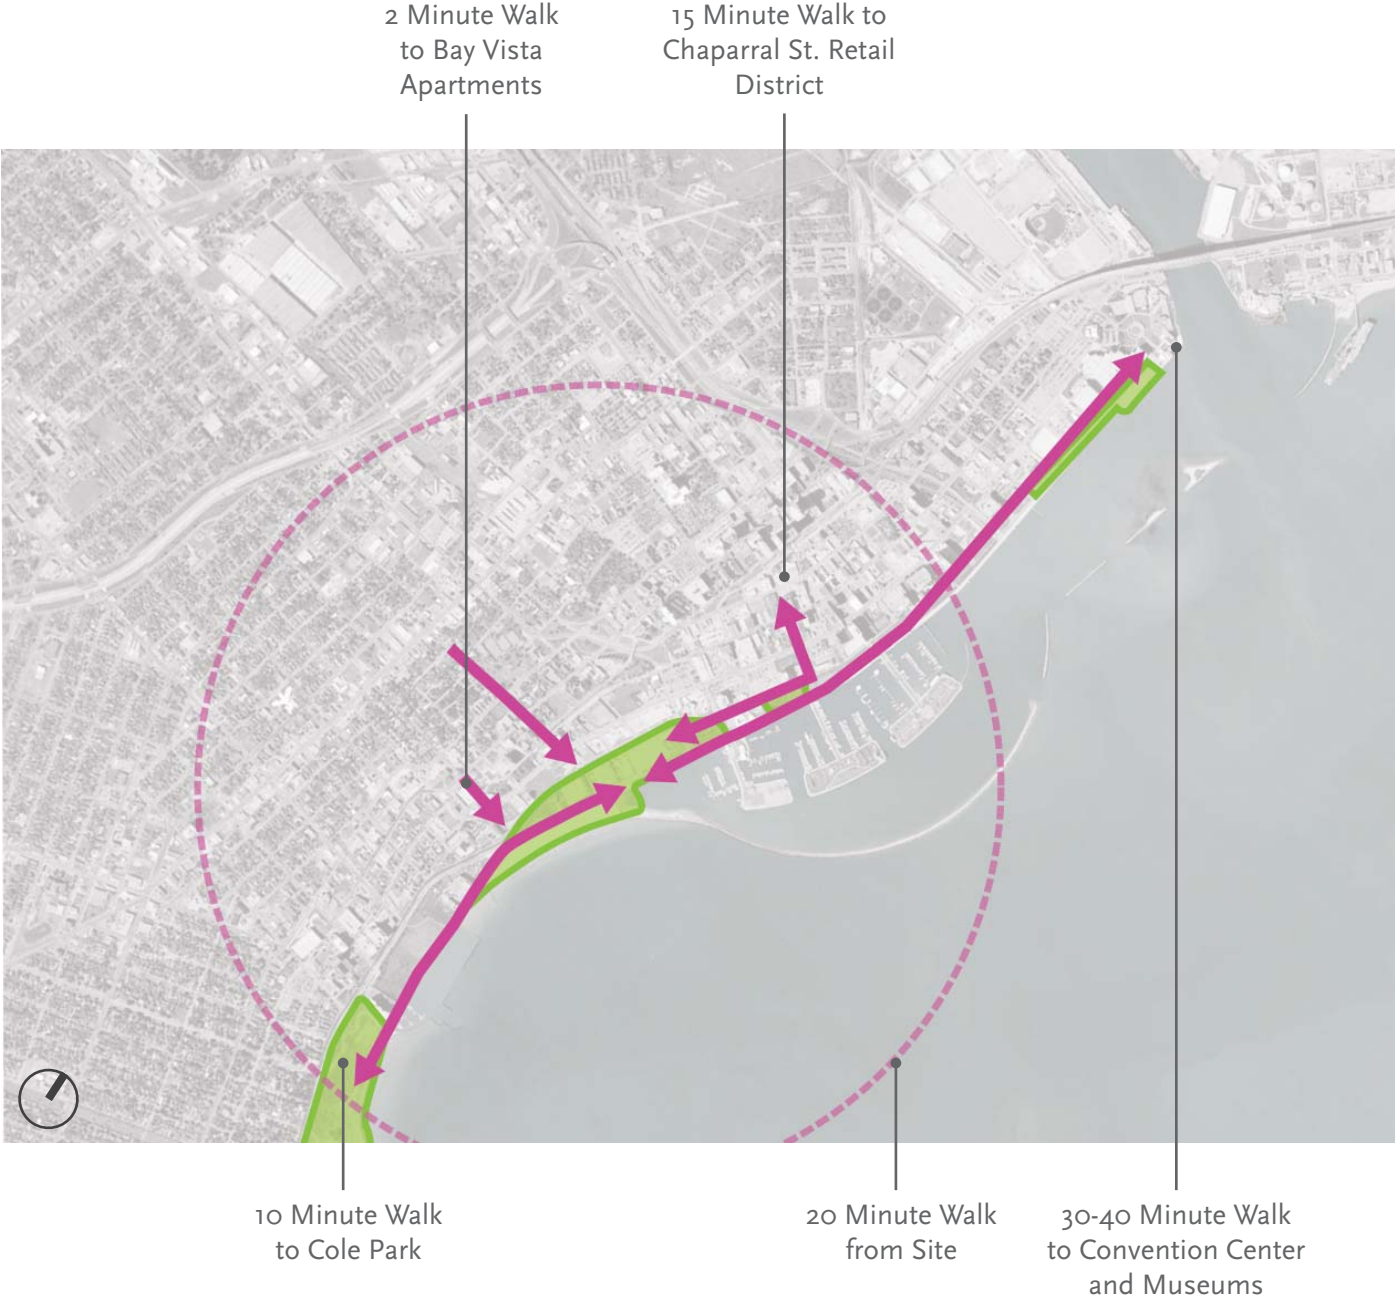 2 Minute Walk
to Bay Vista
Apartments
15 Minute Walk to
Chaparral St. Retail
District
10 Minute Walk
to Cole Park
20 Minute Walk
from Site
30-40 Minute Walk
to Convention Center
and Museums